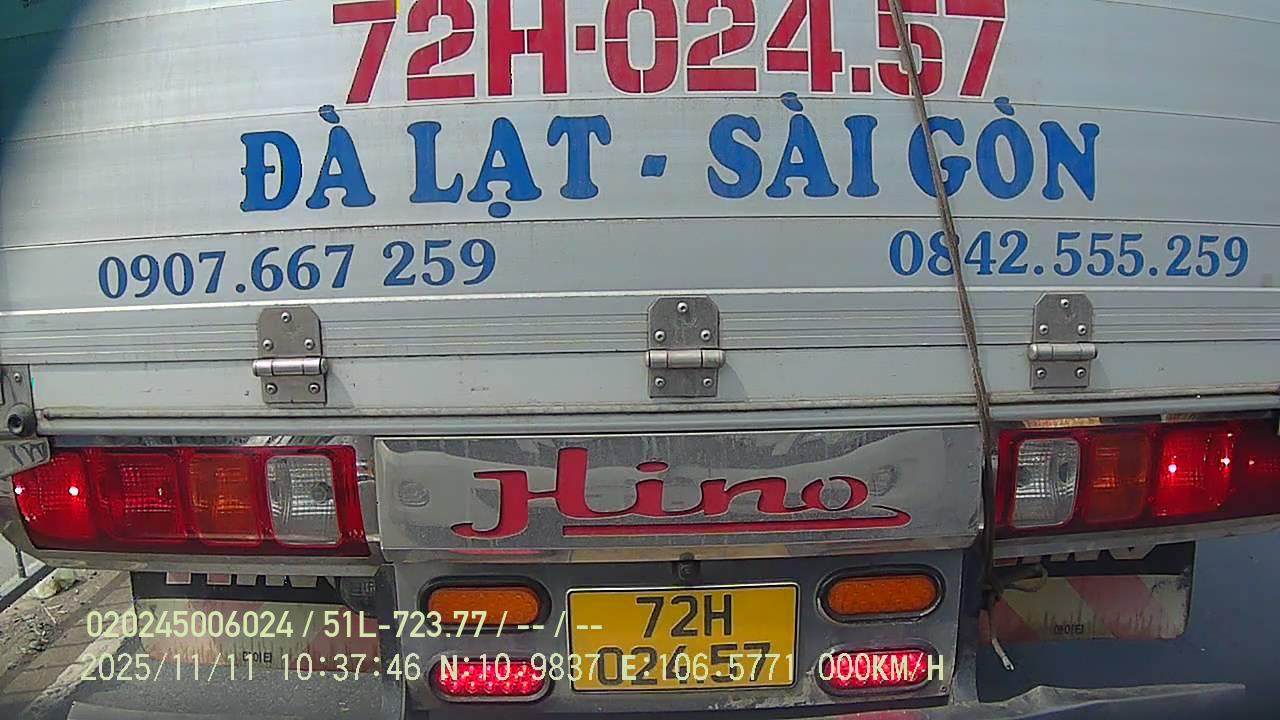 72H-024.57
ĐÀ LẠT - SÀI GÒN
0907.667 259
0842.555.259
Hino
72H
024.57
020245006024 / 51L-723.77 / -- / --
2025/11/11 10:37:46 N:10.9837 E:106.5771 000KM/H